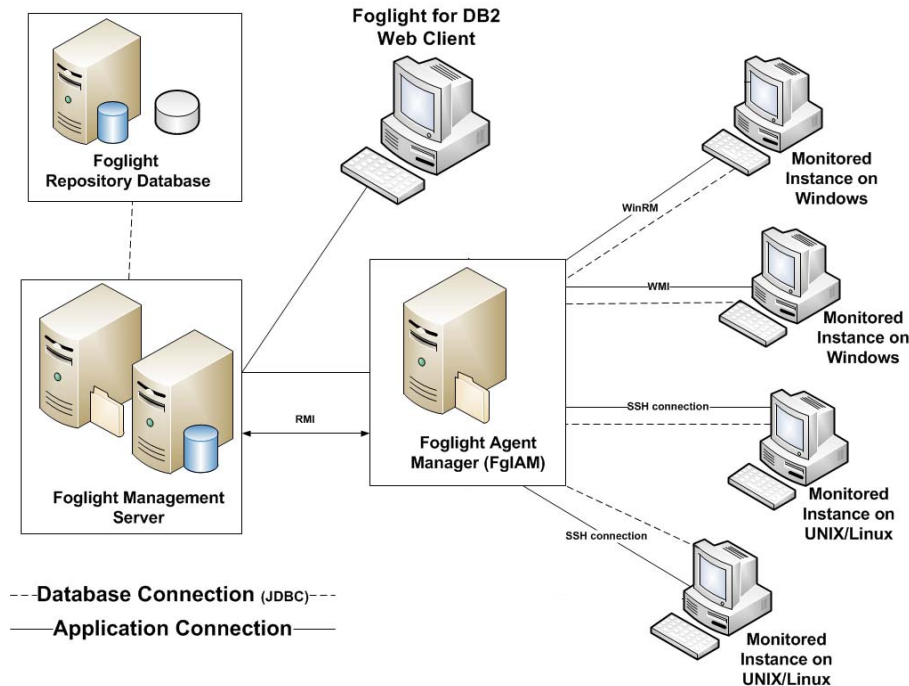 Foglight for DB2
Web Client
Foglight
Repository Database
Monitored
Instance on
Windows
WinRM
WMI
Monitored
Instance on
Windows
SSH connection
RMI
Foglight Agent
Manager (FglAM)
Foglight Management
Server
Monitored
Instance on
UNIX/Linux
SSH connection
Database Connection (JDBC)
Application Connection
Monitored
Instance on
UNIX/Linux